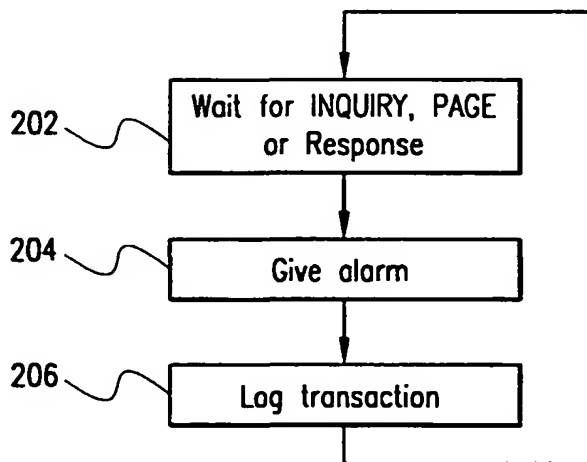 Wait for INQUIRY, PAGE
or Response
202
Give alarm
204
Log transaction
206